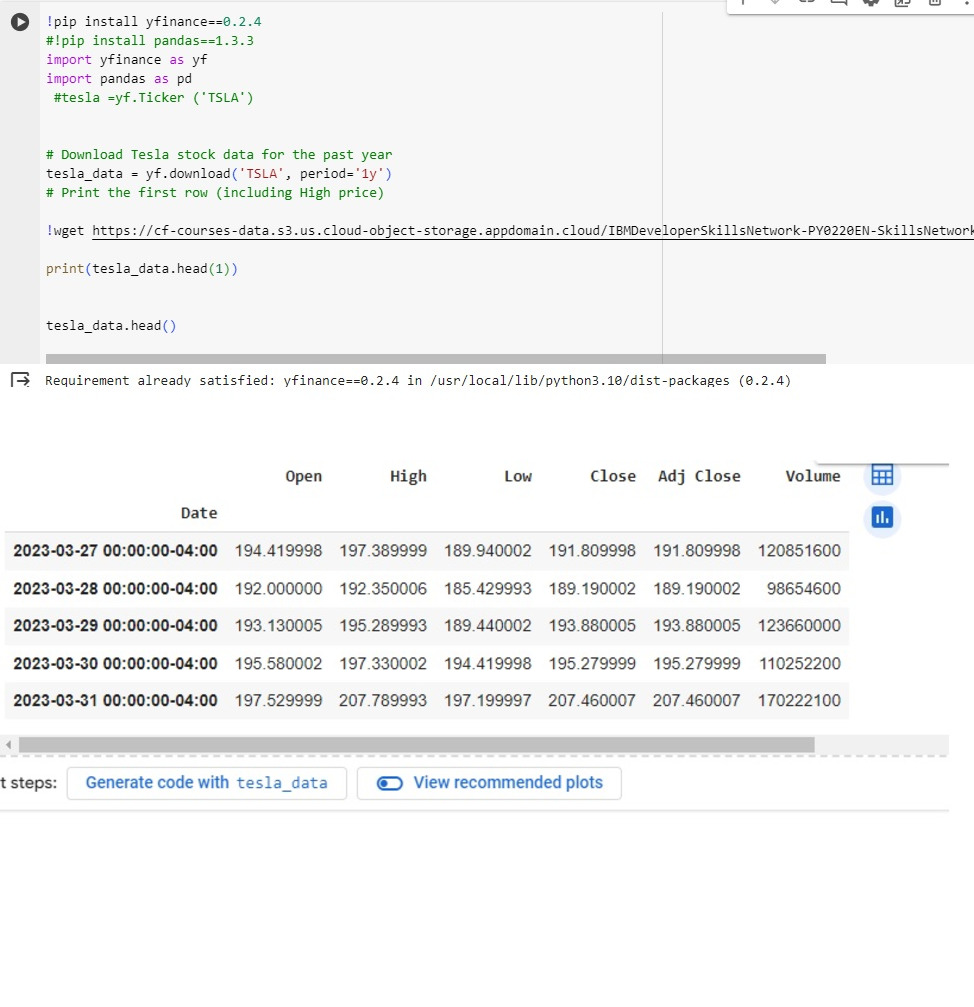 !pip install yfinance==0.2.4
#!pip install pandas==1.3.3
import yfinance as yf
import pandas as pd
#tesla =yf.Ticker ('TSLA')
# Download Tesla stock data for the past year
tesla_data = yf.download('TSLA', period='1y')
# Print the first row (including High price)
!wget https://cf-courses-data.s3.us.cloud-object-storage.appdomain.cloud/IBMDeveloperSkillsNetwork-PY0220EN-SkillsNetwork
print(tesla_data.head(1))
tesla_data.head()
Requirement already satisfied: yfinance==0.2.4 in /usr/local/lib/python3.10/dist-packages (0.2.4)
Open High Low Close Adj Close Volume
Date
2023-03-27 00:00:00-04:00 194.419998 197.389999 189.940002 191.809998 191.809998 120851600
2023-03-28 00:00:00-04:00 192.000000 192.350006 185.429993 189.190002 189.190002 98654600
2023-03-29 00:00:00-04:00 193.130005 195.289993 189.440002 193.880005 193.880005 123660000
2023-03-30 00:00:00-04:00 195.580002 197.330002 194.419998 195.279999 195.279999 110252200
2023-03-31 00:00:00-04:00 197.529999 207.789993 197.199997 207.460007 207.460007 170222100
t steps: Generate code with tesla_data View recommended plots